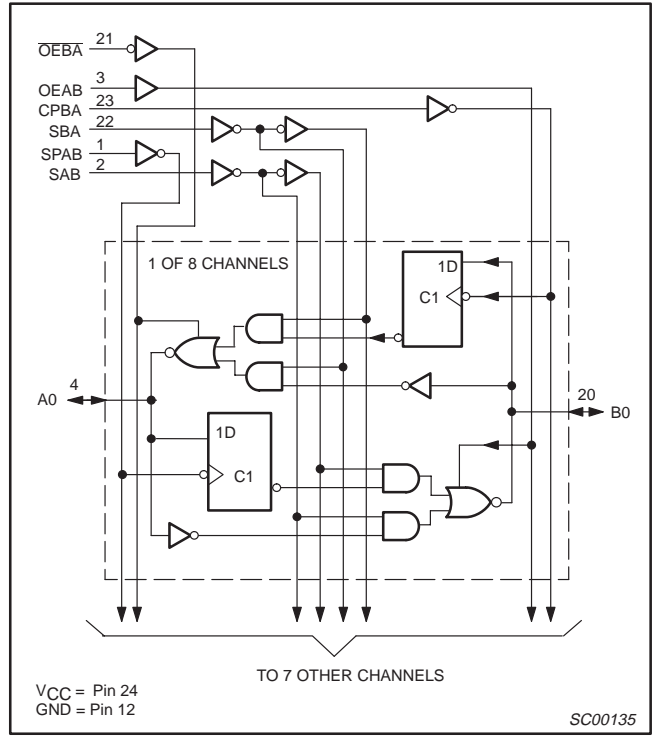 OEBA 21
OEAB 3
CPBA 23
SBA 22
SPAB 1
SAB 2
1 OF 8 CHANNELS
1D
C1
A0 4
20 B0
1D
C1
TO 7 OTHER CHANNELS
VCC = Pin 24
GND = Pin 12
SC00135